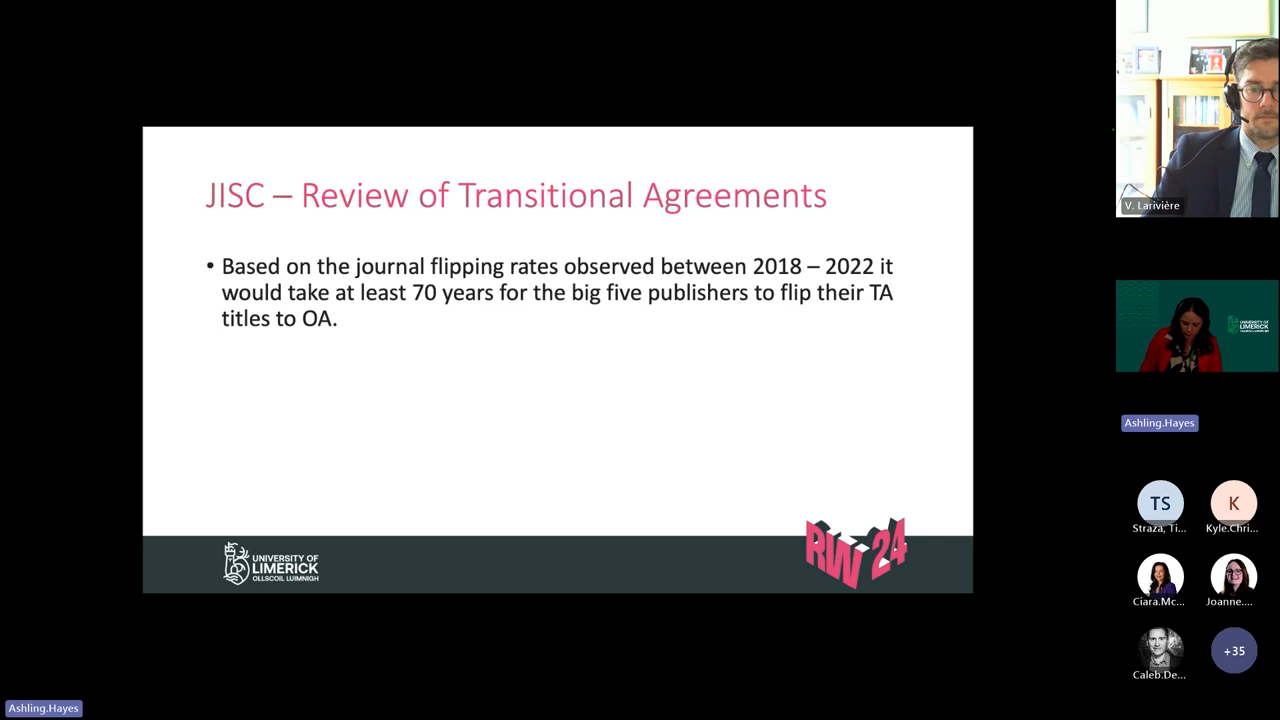 JISC – Review of Transitional Agreements
• Based on the journal flipping rates observed between 2018 – 2022 it
would take at least 70 years for the big five publishers to flip their TA
titles to OA.
UNIVERSITY OF
LIMERICK
OLLSCOIL LUIMNIGH
RW 24
V. Larivière
UNIVERSITY OF
LIMERICK
Ashling.Hayes
TS
K
Straza, Ti...
Kyle.Chri...
Ciara.Mc...
Joanne....
Caleb.De...
+35
Ashling.Hayes